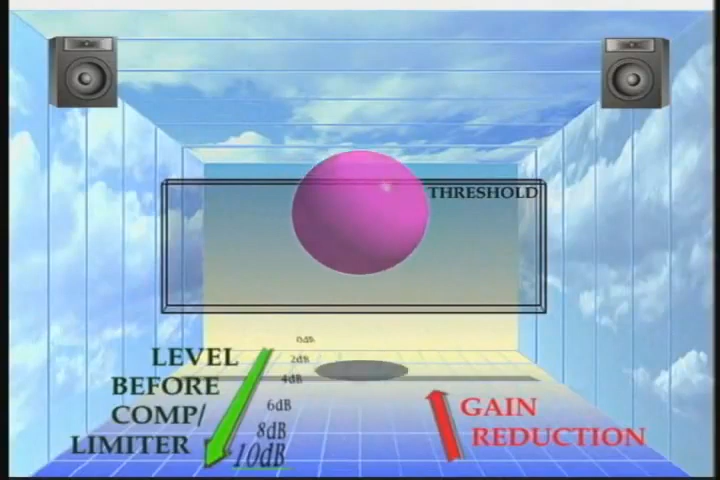 THRESHOLD
0dB
2dB
4dB
6dB
8dB
10dB
LEVEL
BEFORE
COMP/
LIMITER
GAIN
REDUCTION